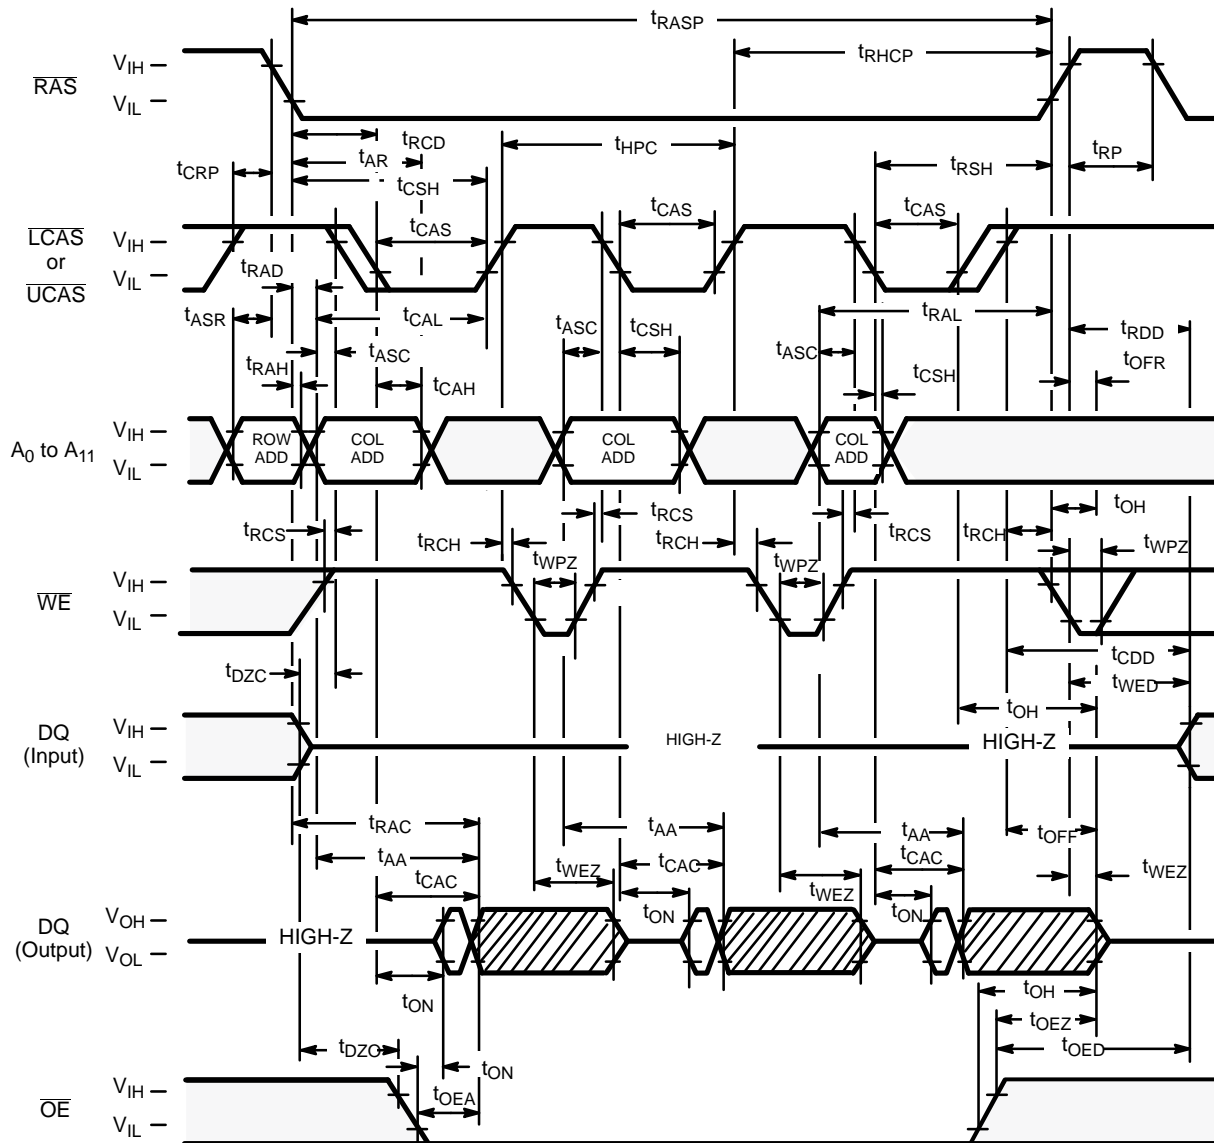 tRASP
tRHCP
VIH
RAS
VIL
tRCD
tAR
tHPC
tRSH
tRP
tCRP
tCSH
tCAS
tCAS
tCAS
LCAS
or
UCAS
VIH
VIL
tRAD
tASR
tCAL
tASC
tCSH
tRAL
tRDD
tRAH
tASC
tASC
tOFR
tCAH
tCSH
A0 to A11
VIH
VIL
ROW
ADD
COL
ADD
COL
ADD
COL
ADD
tRCS
tRCS
tRCS
tOH
tRCH
tRCH
tRCH
tWPZ
tWPZ
tWPZ
WE
VIH
VIL
tDZC
tCDD
tWED
tOH
DQ
(Input)
VIH
VIL
HIGH-Z
HIGH-Z
tRAC
tAA
tAA
tOFF
tAA
tCAC
tCAC
tCAC
tWEZ
tWEZ
tWEZ
tON
tON
DQ
(Output)
VOH
VOL
HIGH-Z
tON
tOH
tOEZ
tDZO
tOED
tON
tOEA
OE
VIH
VIL